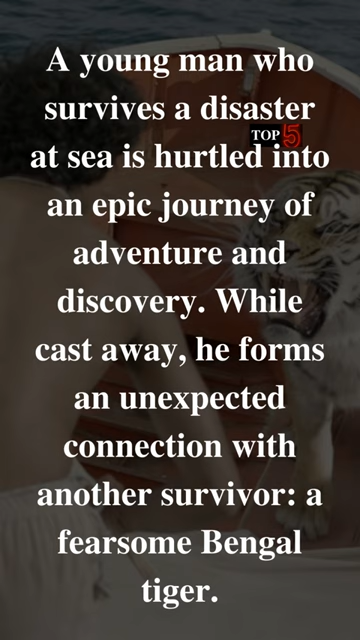 A young man who
survives a disaster
TOP 5
at sea is hurtled into
an epic journey of
adventure and
discovery. While
cast away, he forms
an unexpected
connection with
another survivor: a
fearsome Bengal
tiger.